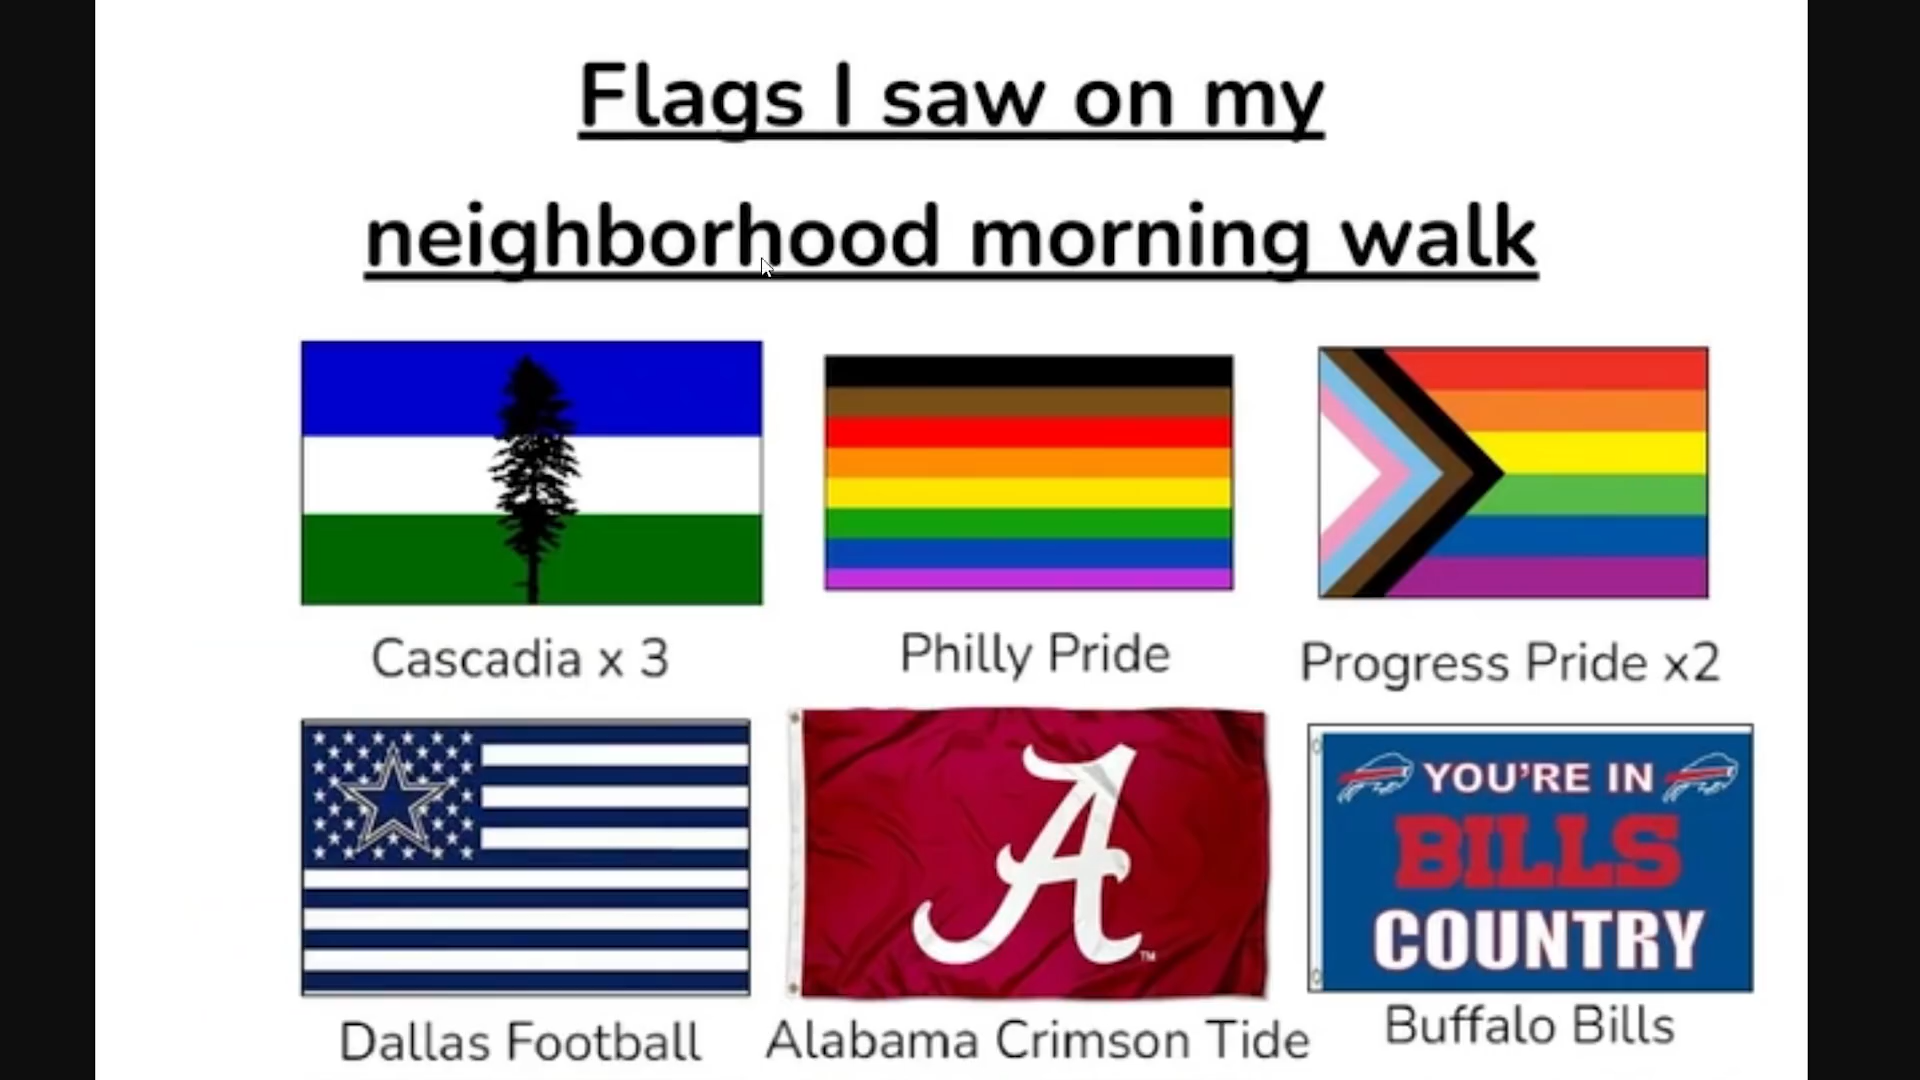 Flags I saw on my
neighborhood morning walk
Cascadia x 3
Philly Pride
Progress Pride x2
A
TM
YOU'RE IN
BILLS
COUNTRY
Dallas Football
Alabama Crimson Tide
Buffalo Bills